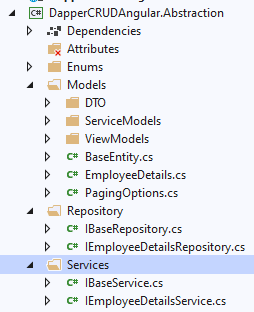 DapperCRUDAngular.Abstraction
Dependencies
Attributes
Enums
Models
DTO
ServiceModels
ViewModels
C# BaseEntity.cs
C# EmployeeDetails.cs
C# PagingOptions.cs
Repository
C# IBaseRepository.cs
C# IEmployeeDetailsRepository.cs
Services
C# IBaseService.cs
C# IEmployeeDetailsService.cs